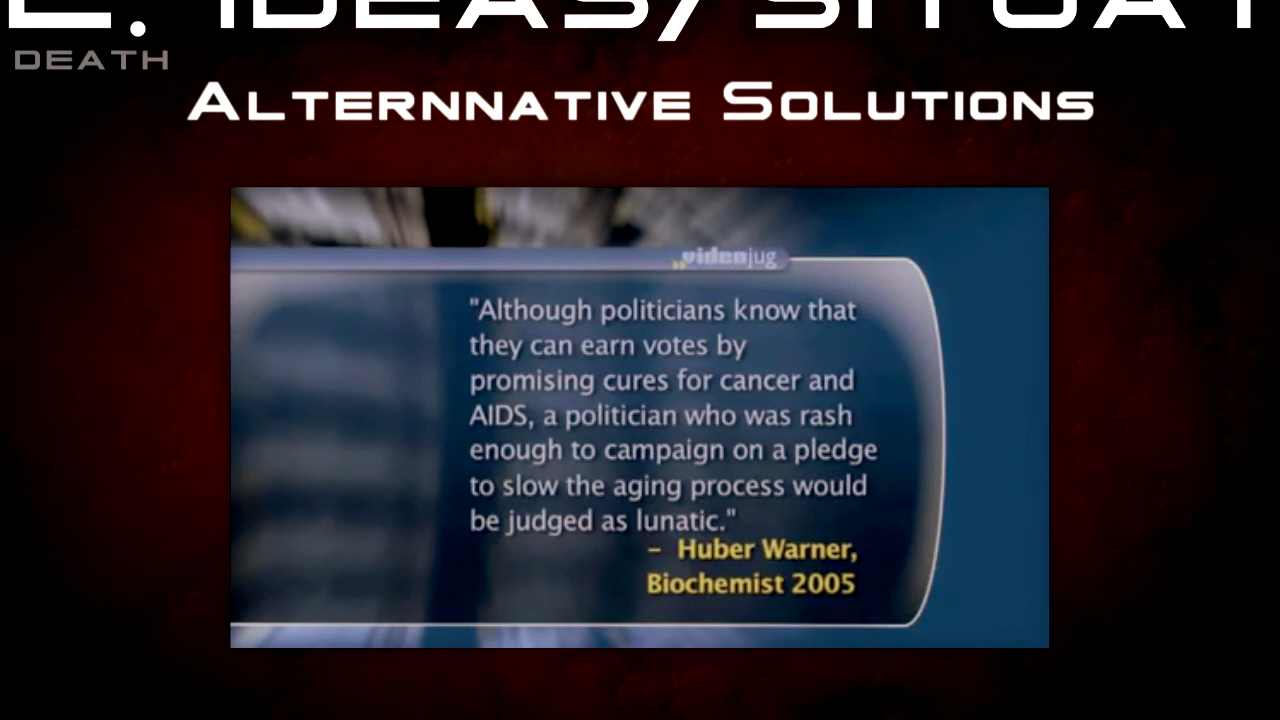 E. IDEAS/SITUAT
DEATH
ALTERNNATIVE SOLUTIONS
videojug
"Although politicians know that
they can earn votes by
promising cures for cancer and
AIDS, a politician who was rash
enough to campaign on a pledge
to slow the aging process would
be judged as lunatic."
– Huber Warner,
Biochemist 2005